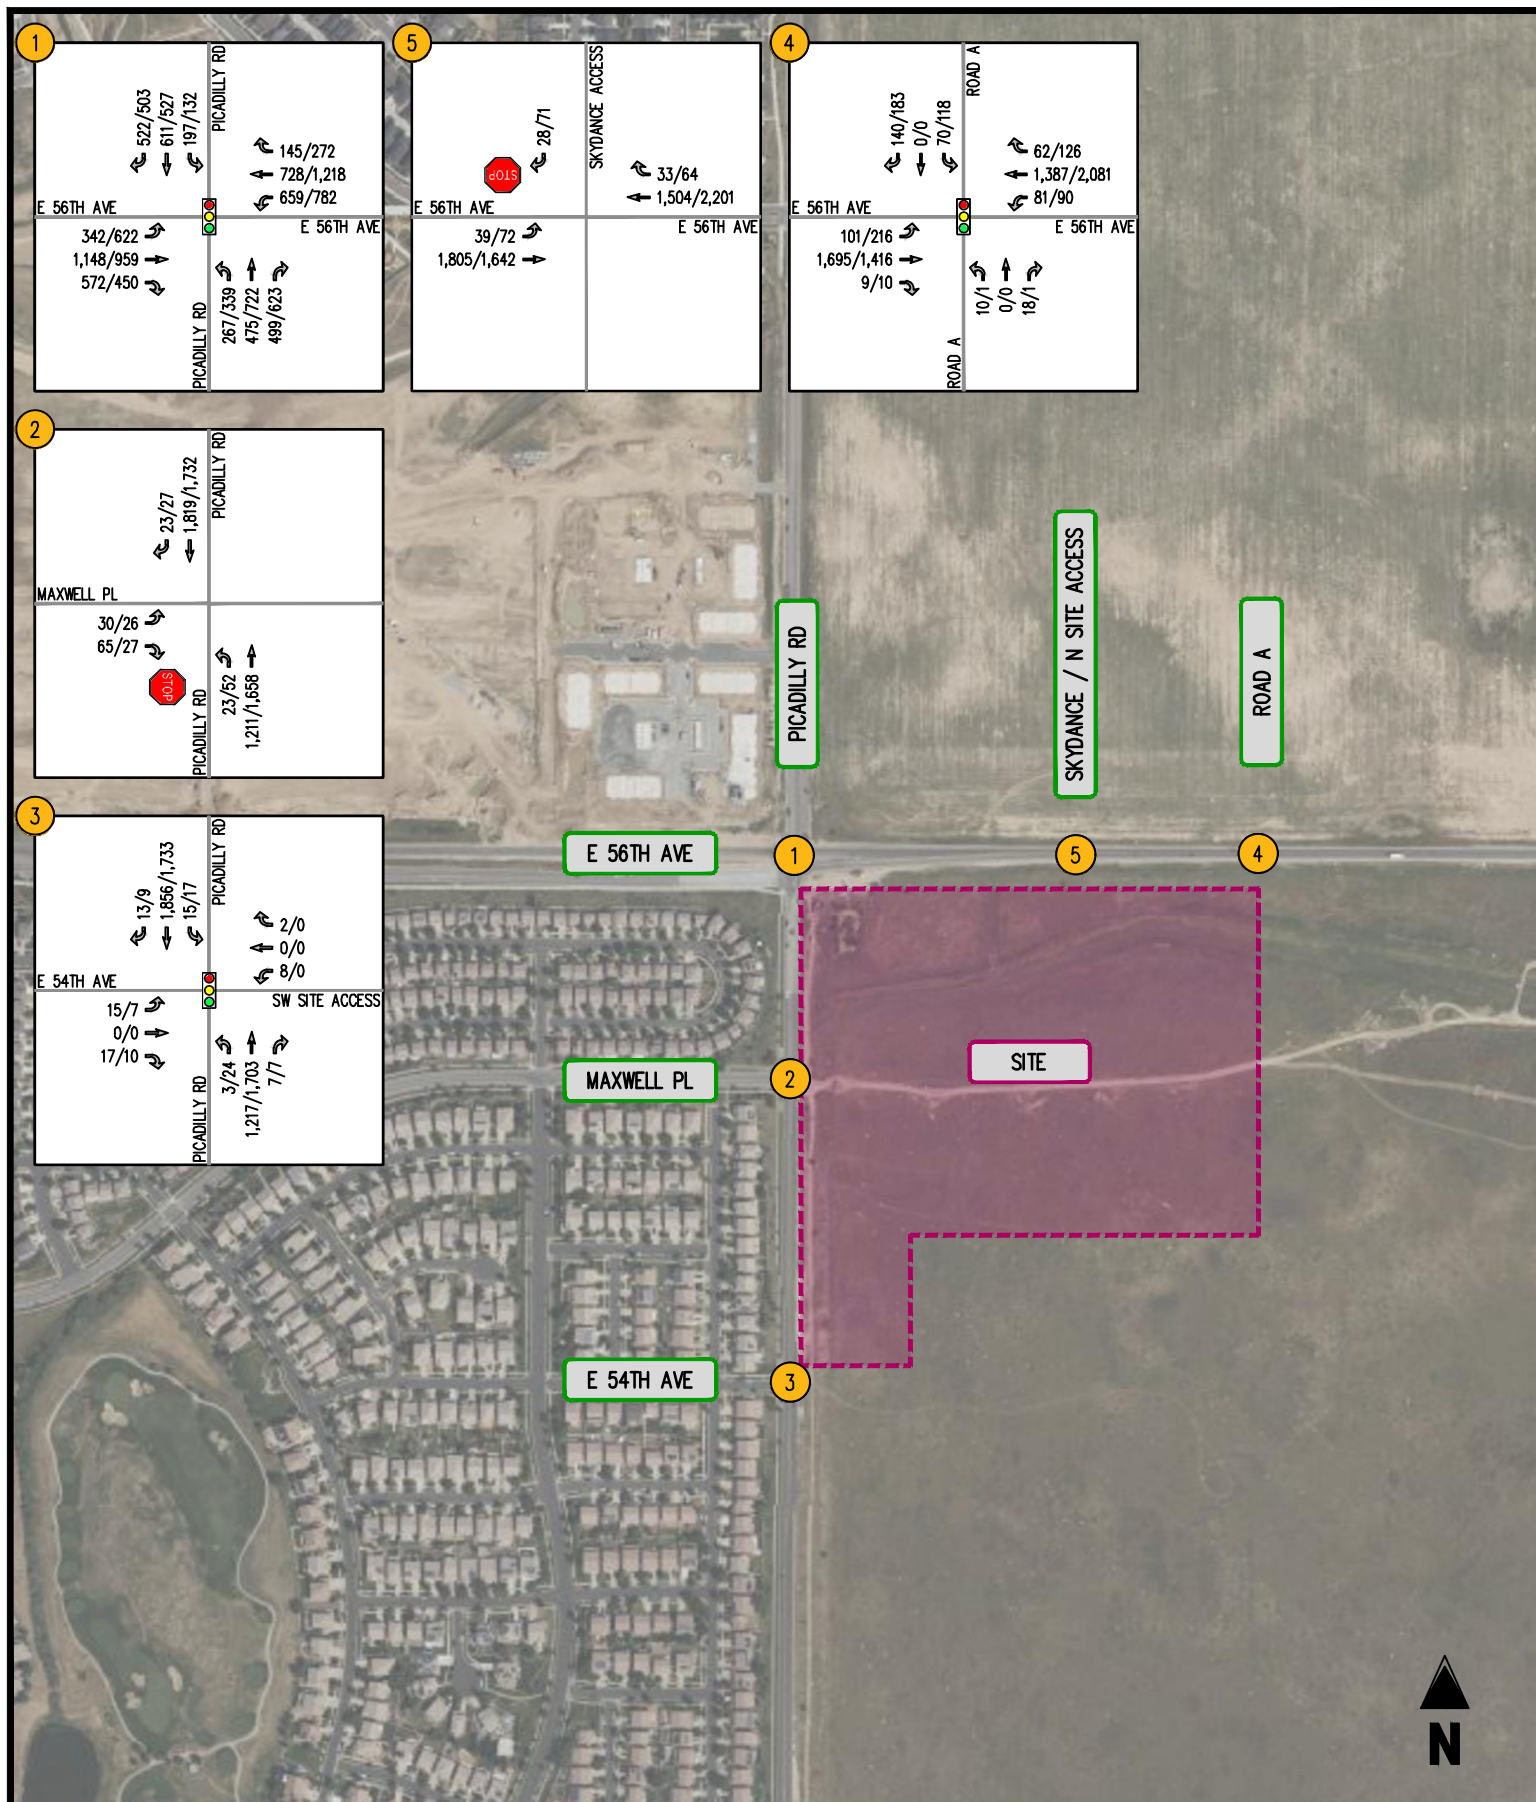 1
PICADILLY RD
522/503
611/527
197/132
145/272
728/1,218
659/782
E 56TH AVE
E 56TH AVE
342/622
1,148/959
572/450
267/339
475/722
499/623
PICADILLY RD
5
SKYDANCE ACCESS
28/71
STOP
33/64
1,504/2,201
E 56TH AVE
E 56TH AVE
39/72
1,805/1,642
4
ROAD A
140/183
0/0
70/118
62/126
1,387/2,081
81/90
E 56TH AVE
E 56TH AVE
101/216
1,695/1,416
9/10
10/1
0/0
18/1
ROAD A
2
PICADILLY RD
23/27
1,819/1,732
MAXWELL PL
30/26
65/27
STOP
23/52
1,211/1,658
PICADILLY RD
3
PICADILLY RD
13/9
1,856/1,733
15/17
2/0
0/0
8/0
E 54TH AVE
SW SITE ACCESS
15/7
0/0
17/10
3/24
1,217/1,703
7/7
PICADILLY RD
PICADILLY RD
SKYDANCE / N SITE ACCESS
ROAD A
E 56TH AVE
1
5
4
MAXWELL PL
2
SITE
E 54TH AVE
3
N